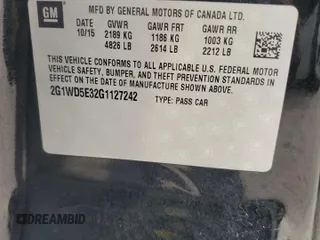 GM
MFD BY GENERAL MOTORS OF CANADA LTD.
DATE GVWR GAWR FRT GAWR RR
10/15 2189 KG 1186 KG 1003 KG
4826 LB 2614 LB 2212 LB
THIS VEHICLE CONFORMS TO ALL APPLICABLE U.S. FEDERAL MOTOR
VEHICLE SAFETY, BUMPER, AND THEFT PREVENTION STANDARDS IN
EFFECT ON THE DATE OF MANUFACTURE SHOWN ABOVE.
2G1WD5E32G1127242 TYPE: PASS CAR
DREAMBID